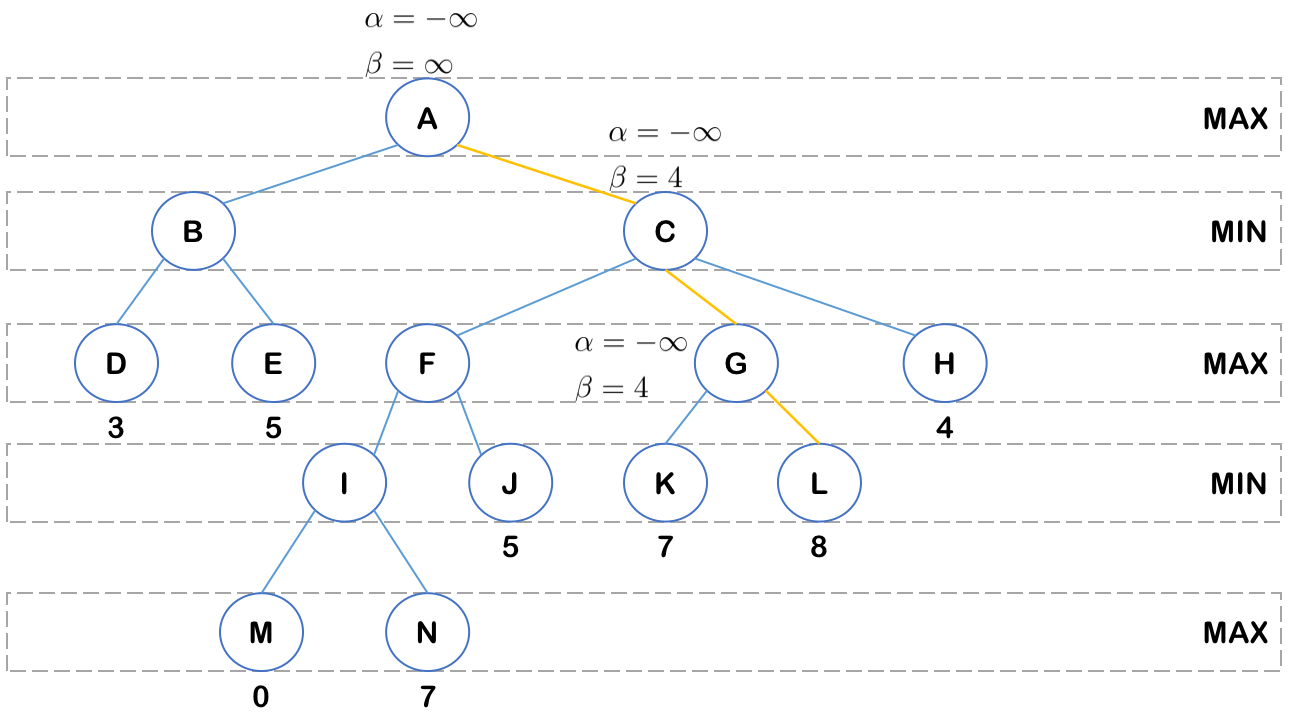 α = −∞
β = ∞
A
MAX
α = −∞
β = 4
B
C
MIN
D
E
F
α = −∞
β = 4
G
H
MAX
3
5
4
I
J
K
L
MIN
5
7
8
M
N
MAX
0
7